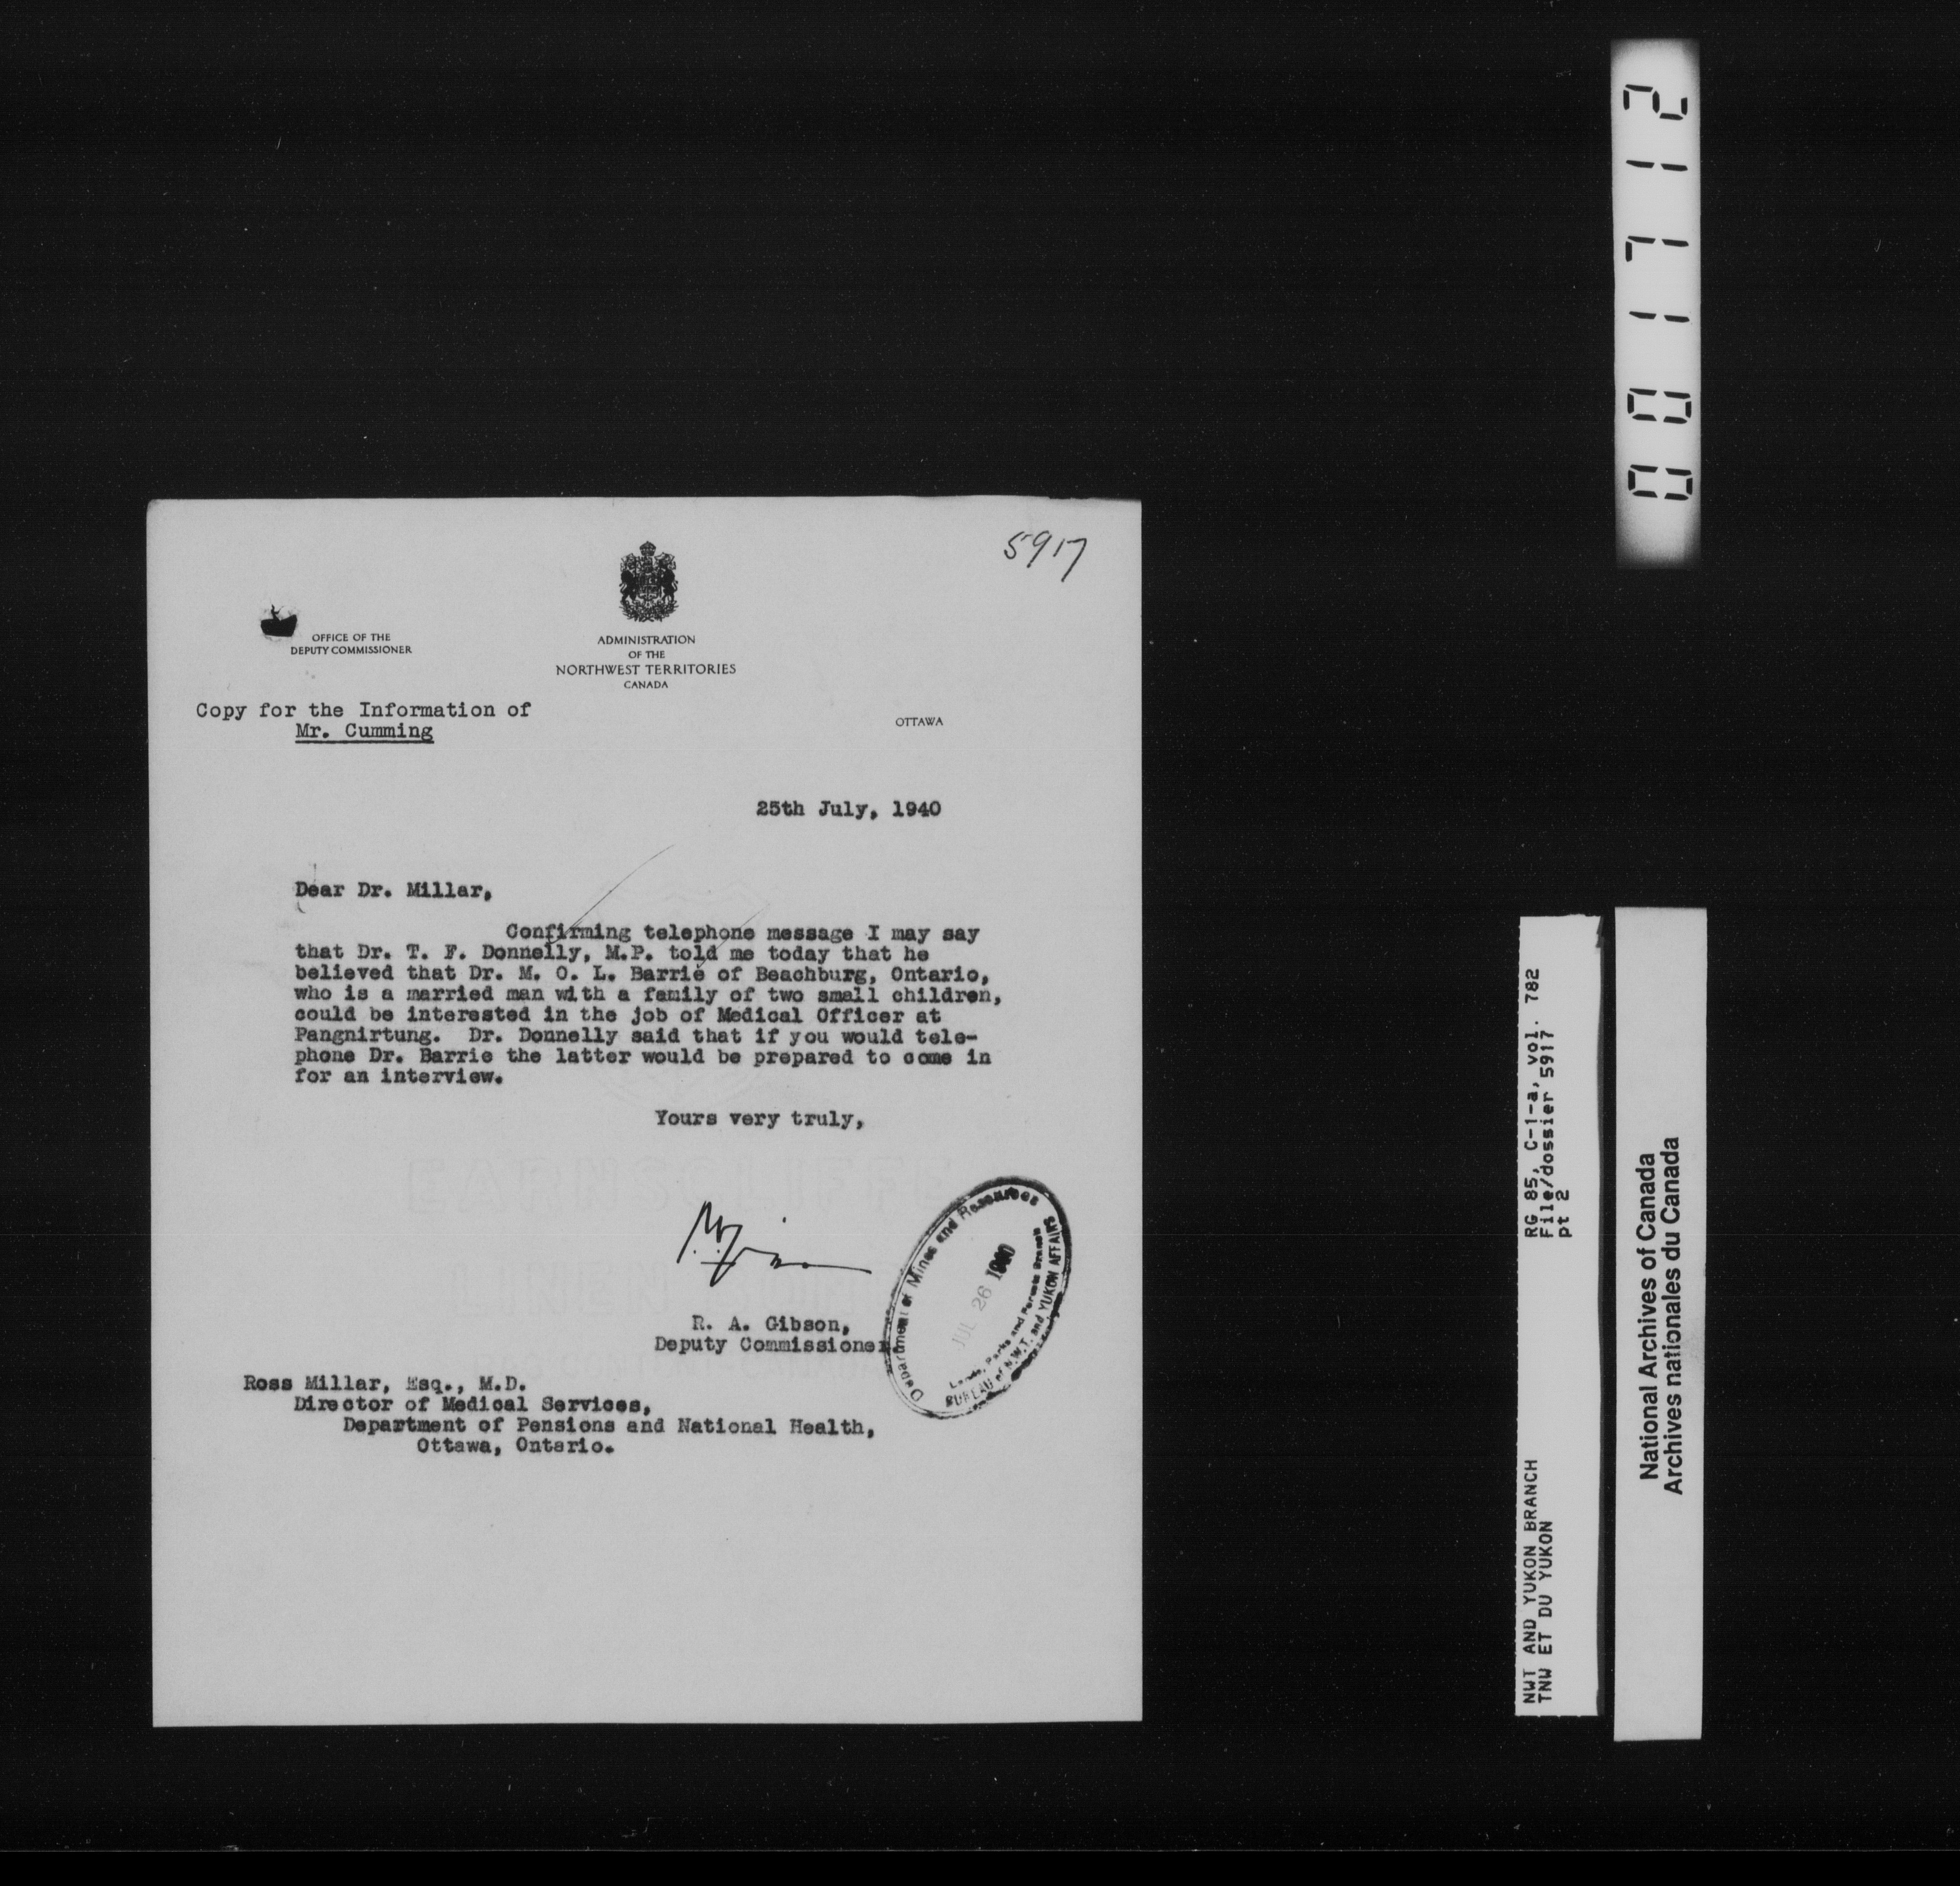 5917
OFFICE OF THE
DEPUTY COMMISSIONER
ADMINISTRATION
OF THE
NORTHWEST TERRITORIES
CANADA
Copy for the Information of
Mr. Cumming
OTTAWA
25th July, 1940
Dear Dr. Millar,
Confirming telephone message I may say
that Dr. T. F. Donnelly, M.P. told me today that he
believed that Dr. M. O. L. Barrie of Beachburg, Ontario,
who is a married man with a family of two small children,
could be interested in the job of Medical Officer at
Pangnirtung. Dr. Donnelly said that if you would tele-
phone Dr. Barrie the latter would be prepared to come in
for an interview.
Yours very truly,
R. A. Gibson,
Deputy Commissioner.
Department of Mines and Resources
JUL 26 1940
Lands, Parks and Forests Branch
BUREAU of N.W.T. and YUKON AFFAIRS
Ross Millar, Esq., M.D.
Director of Medical Services,
Department of Pensions and National Health,
Ottawa, Ontario.
001712
RG 85, C-1-a, vol. 782
File/dossier 5917
pt 2
NWT AND YUKON BRANCH
TNW ET DU YUKON
National Archives of Canada
Archives nationales du Canada